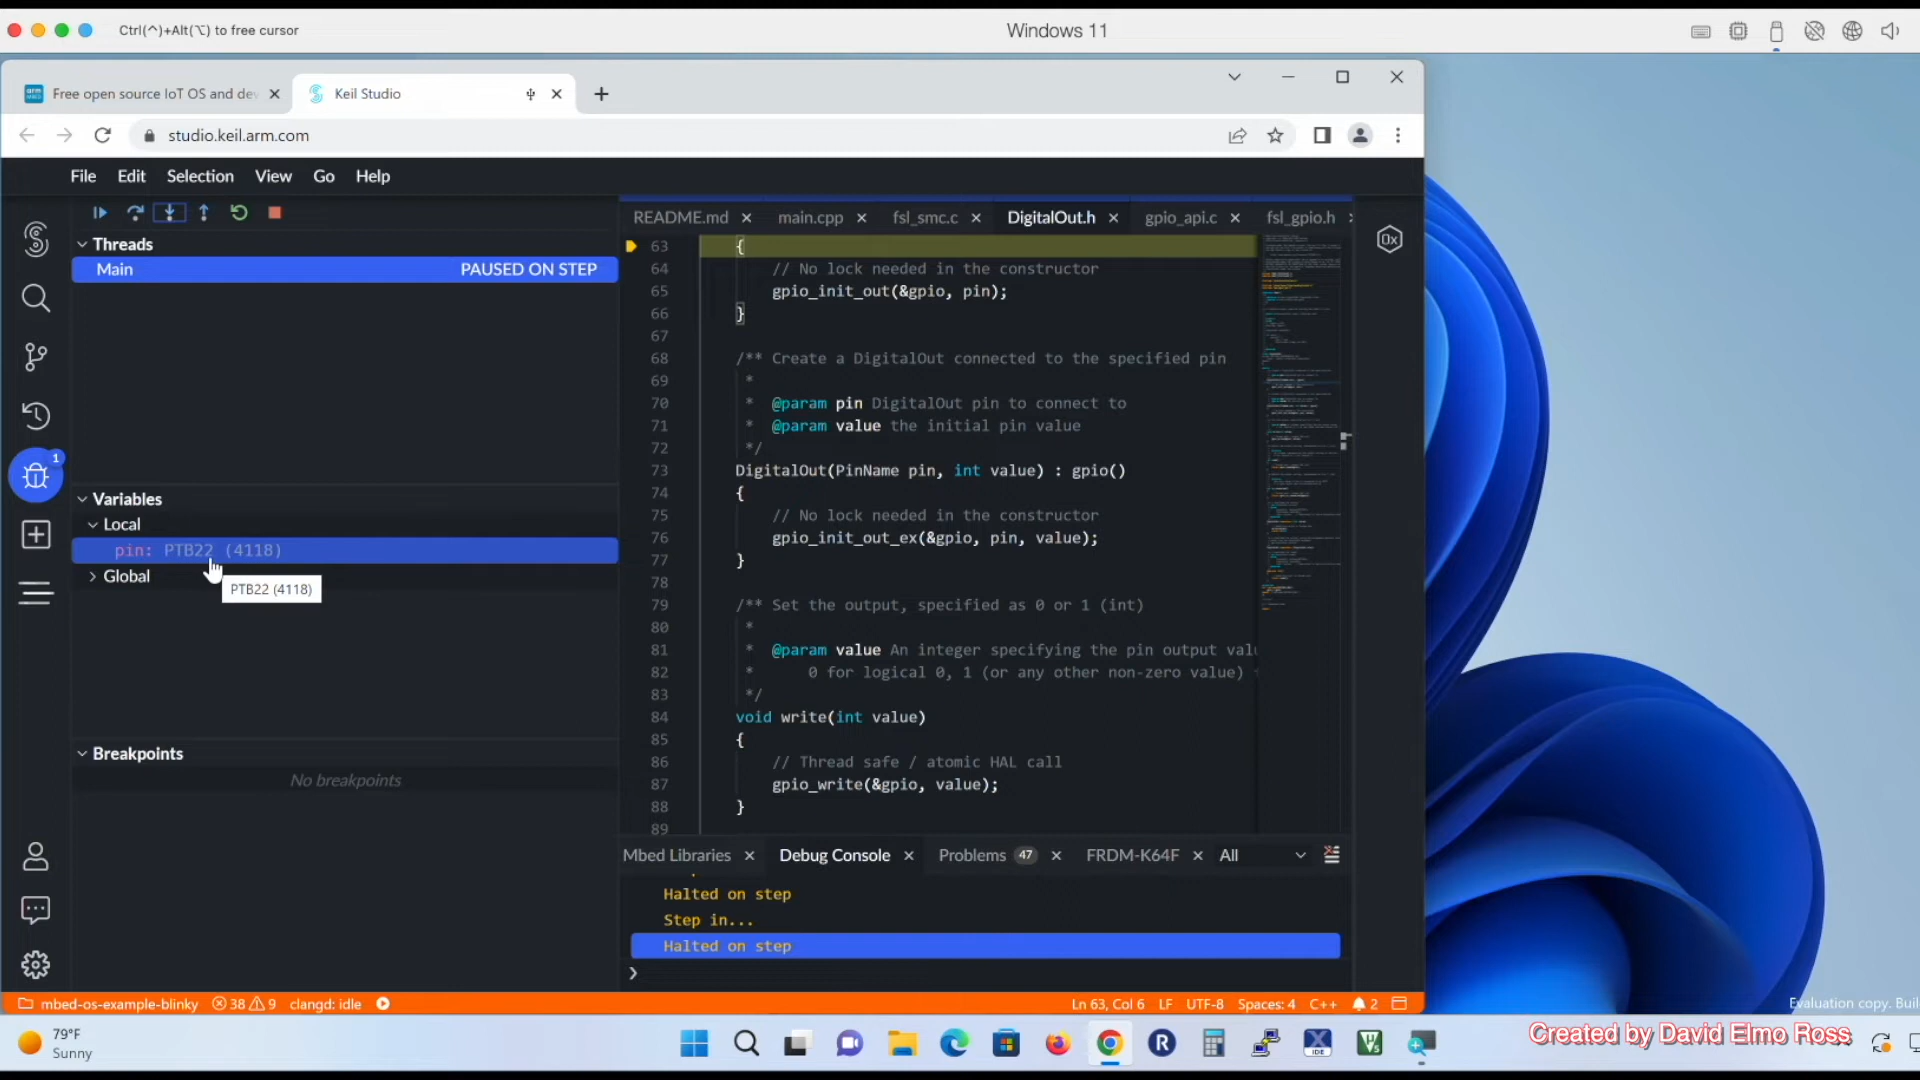 Ctrl(^)+Alt(⌥) to free cursor
Windows 11
Free open source IoT OS and dev
Keil Studio
studio.keil.arm.com
File Edit Selection View Go Help
README.md
main.cpp
fsl_smc.c
DigitalOut.h
gpio_api.c
fsl_gpio.h
Threads
Main PAUSED ON STEP
Variables
Local
pin: PTB22 (4118)
Global
PTB22 (4118)
Breakpoints
No breakpoints
63 {
64 // No lock needed in the constructor
65 gpio_init_out(&gpio, pin);
66 }
67
68 /** Create a DigitalOut connected to the specified pin
69 *
70 * @param pin DigitalOut pin to connect to
71 * @param value the initial pin value
72 */
73 DigitalOut(PinName pin, int value) : gpio()
74 {
75 // No lock needed in the constructor
76 gpio_init_out_ex(&gpio, pin, value);
77 }
78
79 /** Set the output, specified as 0 or 1 (int)
80 *
81 * @param value An integer specifying the pin output valu
82 * 0 for logical 0, 1 (or any other non-zero value)
83 */
84 void write(int value)
85 {
86 // Thread safe / atomic HAL call
87 gpio_write(&gpio, value);
88 }
89
0x
1
Mbed Libraries
Debug Console
Problems 47
FRDM-K64F
All
Halted on step
Step in...
Halted on step
mbed-os-example-blinky 38 9 clangd: idle
Ln 63, Col 6 LF UTF-8 Spaces: 4 C++ 2
Evaluation copy. Buil
79°F
Sunny
R
IDE
Created by David Elmo Ross